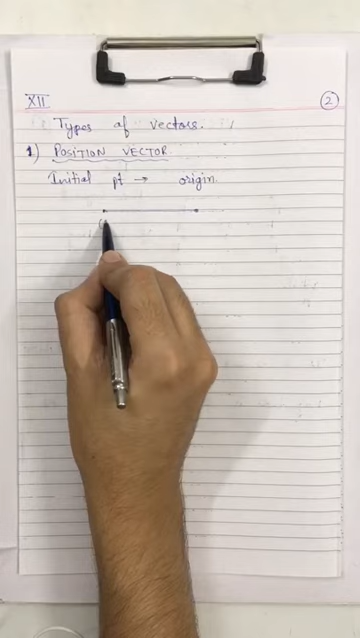 XII
2
Types of vectors.
1) POSITION VECTOR
Initial pt → origin.